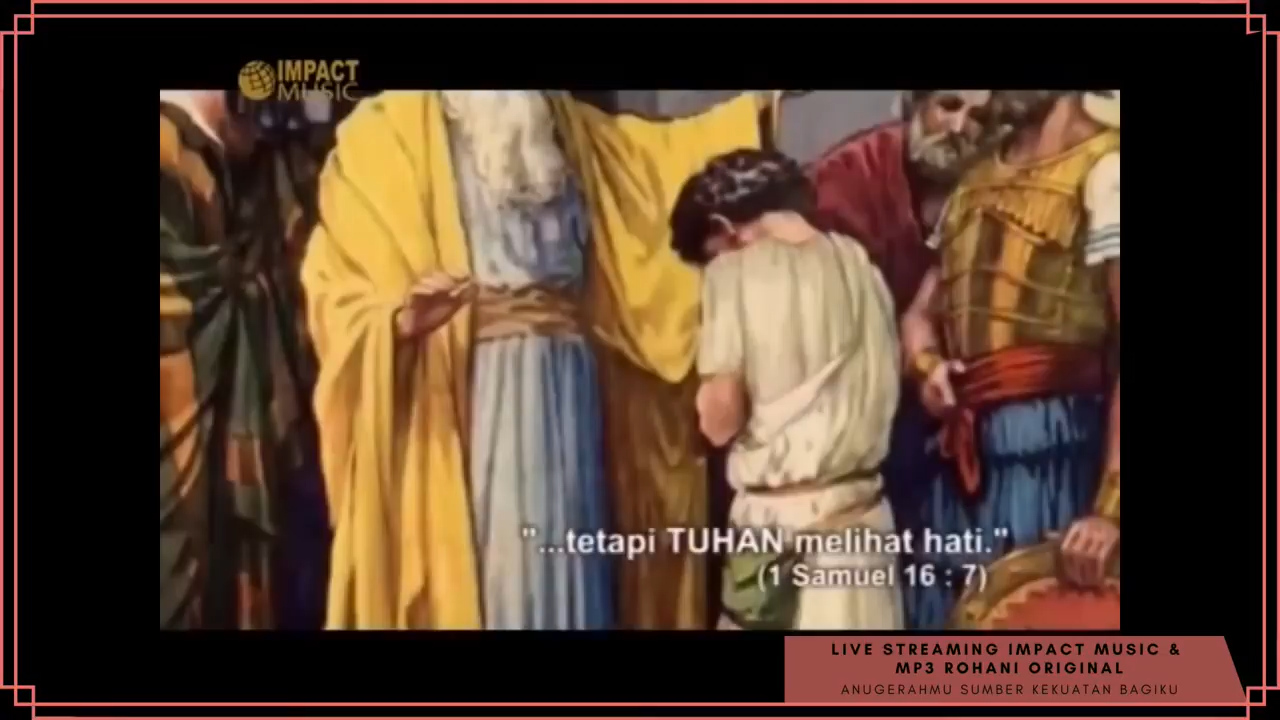 IMPACT
MUSIC
"...tetapi TUHAN melihat hati."
(1 Samuel 16 : 7)
LIVE STREAMING IMPACT MUSIC &
MP3 ROHANI ORIGINAL
ANUGERAHMU SUMBER KEKUATAN BAGIKU